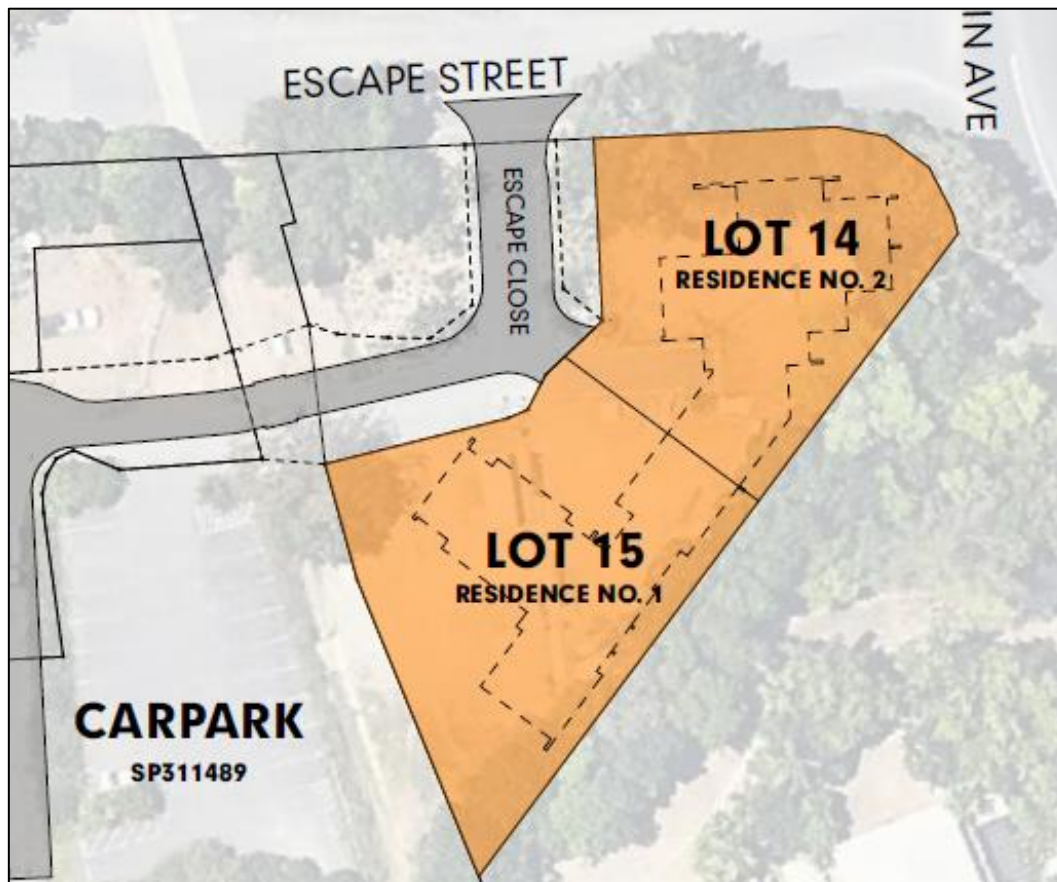 ESCAPE STREET
IN AVE
ESCAPE CLOSE
LOT 14
RESIDENCE NO. 2
LOT 15
RESIDENCE NO. 1
CARPARK
SP311489